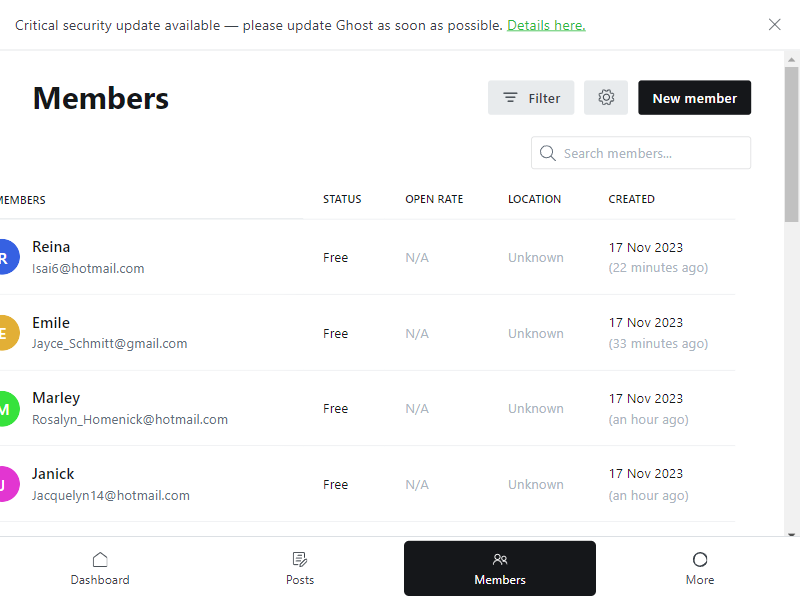 Critical security update available — please update Ghost as soon as possible. Details here.
Members
Filter
New member
Search members...
MEMBERS STATUS OPEN RATE LOCATION CREATED
R
Reina
Isai6@hotmail.com
Free N/A Unknown
17 Nov 2023
(22 minutes ago)
E
Emile
Jayce_Schmitt@gmail.com
Free N/A Unknown
17 Nov 2023
(33 minutes ago)
M
Marley
Rosalyn_Homenick@hotmail.com
Free N/A Unknown
17 Nov 2023
(an hour ago)
J
Janick
Jacquelyn14@hotmail.com
Free N/A Unknown
17 Nov 2023
(an hour ago)
Dashboard Posts Members More